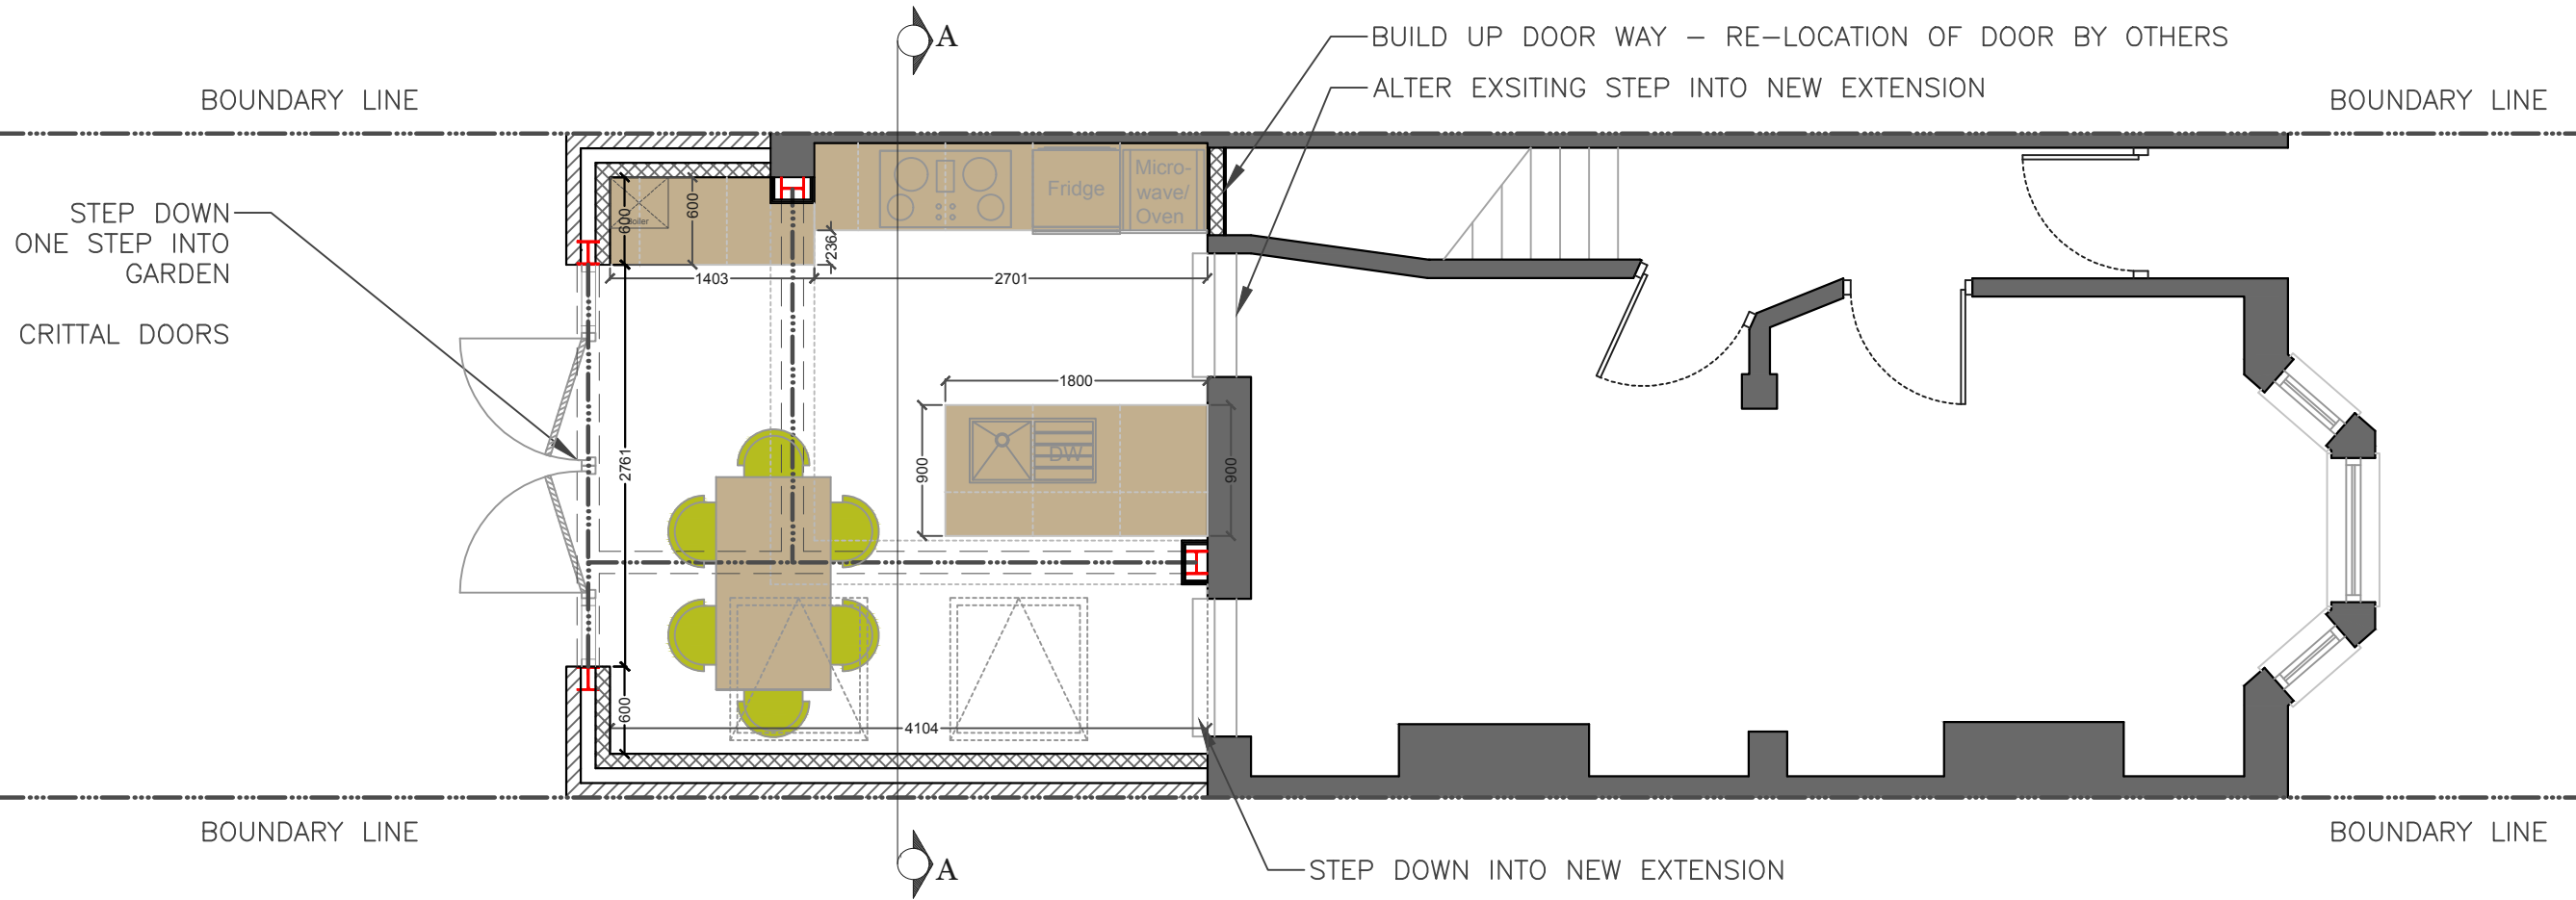 A
BUILD UP DOOR WAY - RE-LOCATION OF DOOR BY OTHERS
ALTER EXSITING STEP INTO NEW EXTENSION
BOUNDARY LINE
BOUNDARY LINE
STEP DOWN
ONE STEP INTO
GARDEN
CRITTAL DOORS
Boiler
600
600
236
Fridge
Micro-
wave/
Oven
1403
2701
1800
2761
900
DW
900
600
4104
BOUNDARY LINE
BOUNDARY LINE
A
STEP DOWN INTO NEW EXTENSION